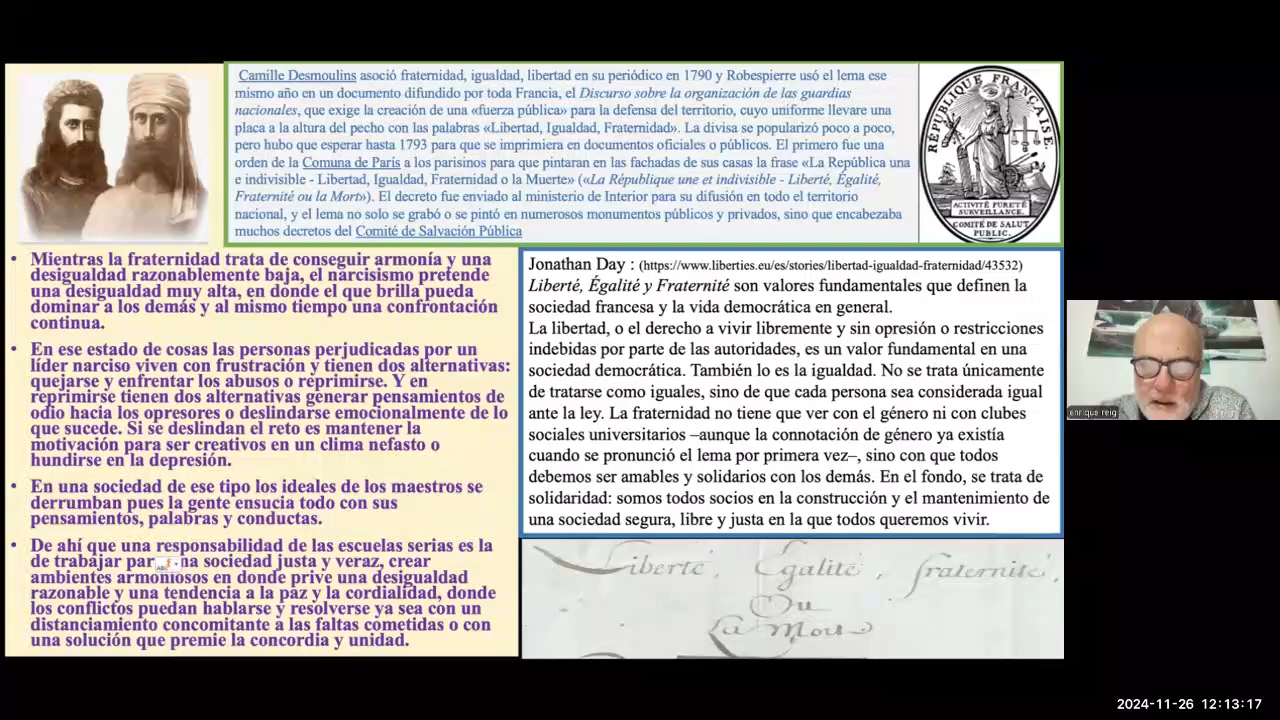 Camille Desmoulins asoció fraternidad, igualdad, libertad en su periódico en 1790 y Robespierre usó el lema ese
mismo año en un documento difundido por toda Francia, el Discurso sobre la organización de las guardias
nacionales, que exige la creación de una «fuerza pública» para la defensa del territorio, cuyo uniforme llevare una
placa a la altura del pecho con las palabras «Libertad, Igualdad, Fraternidad». La divisa se popularizó poco a poco,
pero hubo que esperar hasta 1793 para que se imprimiera en documentos oficiales o públicos. El primero fue una
orden de la Comuna de París a los parisinos para que pintaran en las fachadas de sus casas la frase «La República una
e indivisible - Libertad, Igualdad, Fraternidad o la Muerte» («La République une et indivisible - Liberté, Égalité,
Fraternité ou la Mort»). El decreto fue enviado al ministerio de Interior para su difusión en todo el territorio
nacional, y el lema no solo se grabó o se pintó en numerosos monumentos públicos y privados, sino que encabezaba
muchos decretos del Comité de Salvación Pública
RÉPUBLIQUE FRANÇAISE.
ACTIVITÉ PURETÉ
SURVEILLANCE.
COMITÉ DE SALUT
PUBLIC.
• Mientras la fraternidad trata de conseguir armonía y una
desigualdad razonablemente baja, el narcisismo pretende
una desigualdad muy alta, en donde el que brilla pueda
dominar a los demás y al mismo tiempo una confrontación
continua.
• En ese estado de cosas las personas perjudicadas por un
líder narciso viven con frustración y tienen dos alternativas:
quejarse y enfrentar los abusos o reprimirse. Y en
reprimirse tienen dos alternativas generar pensamientos de
odio hacia los opresores o deslindarse emocionalmente de lo
que sucede. Si se deslindan el reto es mantener la
motivación para ser creativos en un clima nefasto o
hundirse en la depresión.
• En una sociedad de ese tipo los ideales de los maestros se
derrumban pues la gente ensucia todo con sus
pensamientos, palabras y conductas.
• De ahí que una responsabilidad de las escuelas serias es la
de trabajar par na sociedad justa y veraz, crear
ambientes armoniosos en donde prive una desigualdad
razonable y una tendencia a la paz y la cordialidad, donde
los conflictos puedan hablarse y resolverse ya sea con un
distanciamiento concomitante a las faltas cometidas o con
una solución que premie la concordia y unidad.
Jonathan Day : (https://www.liberties.eu/es/stories/libertad-igualdad-fraternidad/43532)
Liberté, Égalité y Fraternité son valores fundamentales que definen la
sociedad francesa y la vida democrática en general.
La libertad, o el derecho a vivir libremente y sin opresión o restricciones
indebidas por parte de las autoridades, es un valor fundamental en una
sociedad democrática. También lo es la igualdad. No se trata únicamente
de tratarse como iguales, sino de que cada persona sea considerada igual
ante la ley. La fraternidad no tiene que ver con el género ni con clubes
sociales universitarios –aunque la connotación de género ya existía
cuando se pronunció el lema por primera vez–, sino con que todos
debemos ser amables y solidarios con los demás. En el fondo, se trata de
solidaridad: somos todos socios en la construcción y el mantenimiento de
una sociedad segura, libre y justa en la que todos queremos vivir.
Liberté, Egalité, fraternité,
Ou
La Mort
enrique reig
2024-11-26 12:13:17